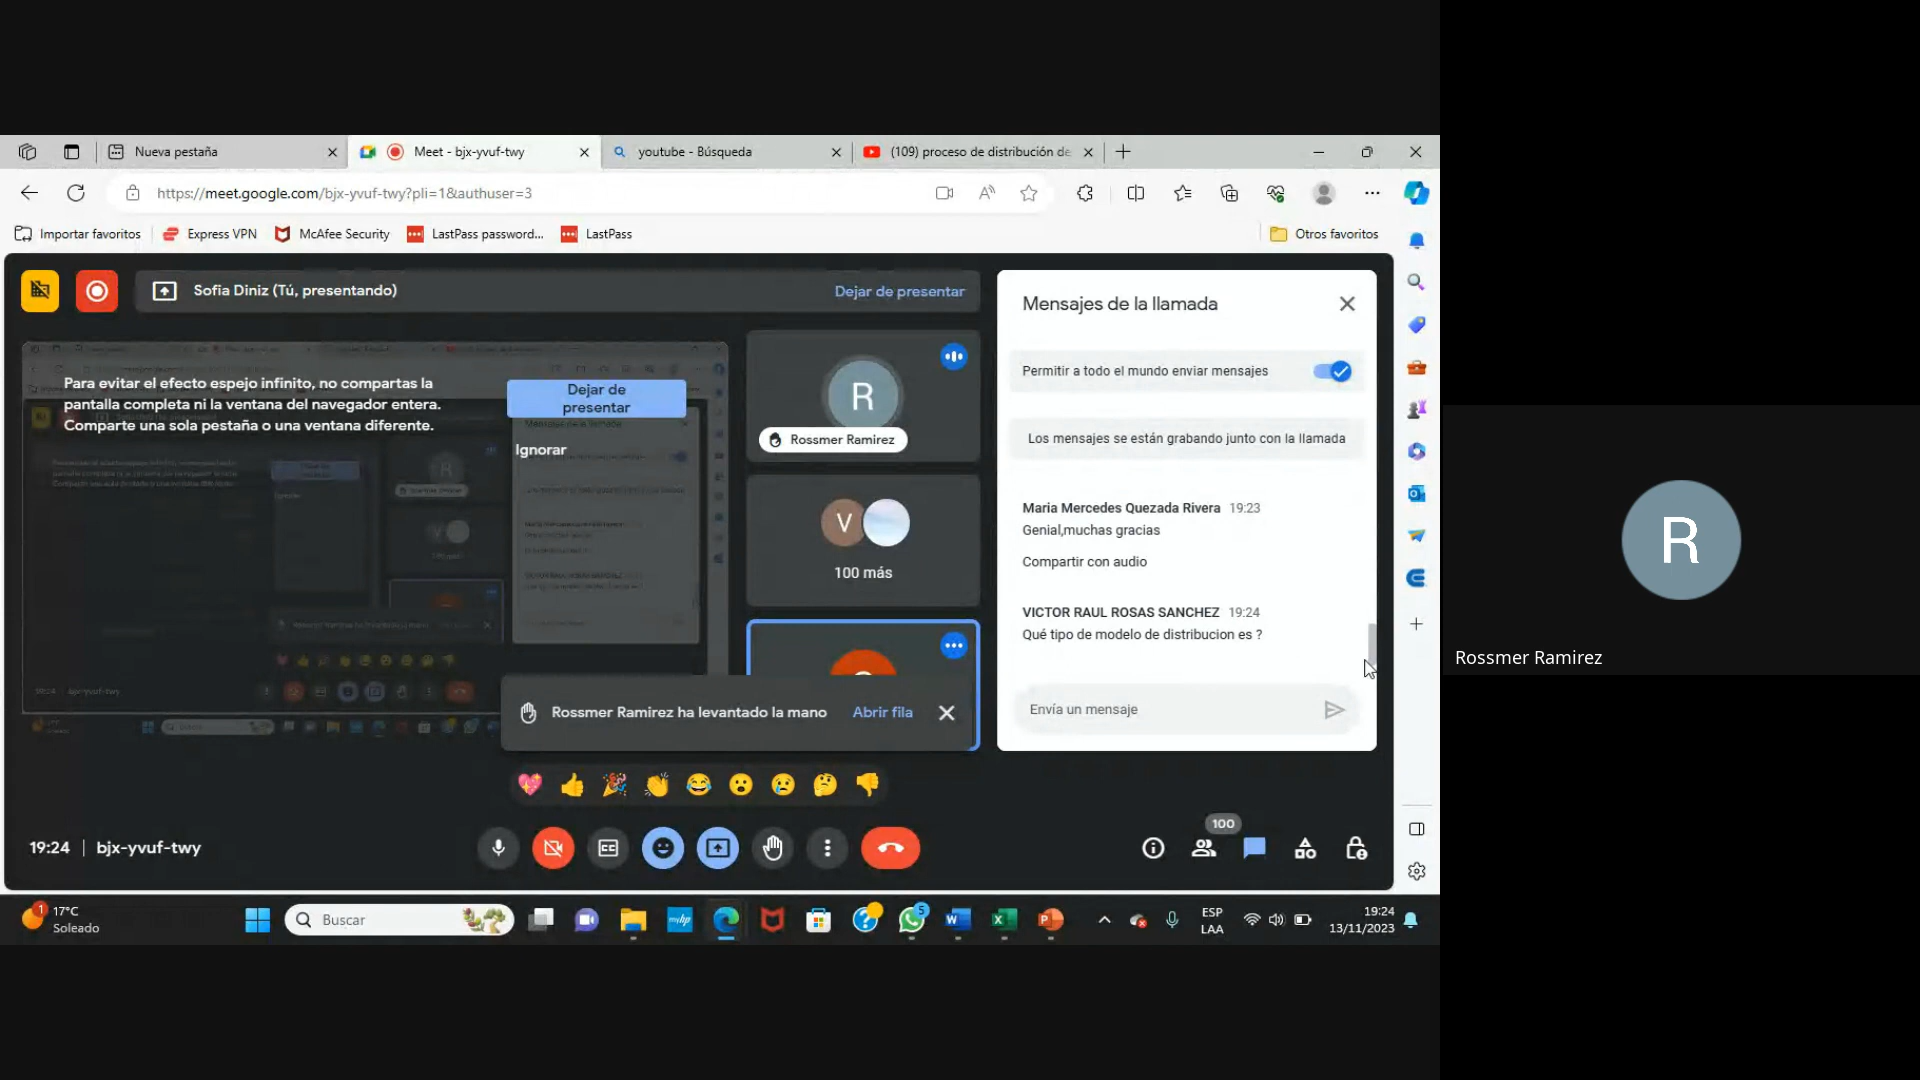 Nueva pestaña
Meet - bjx-yvuf-twy
youtube - Búsqueda
(109) proceso de distribución de
https://meet.google.com/bjx-yvuf-twy?pli=1&authuser=3
Importar favoritos
Express VPN
McAfee Security
LastPass password...
LastPass
Otros favoritos
Sofia Diniz (Tú, presentando)
Dejar de presentar
Para evitar el efecto espejo infinito, no compartas la
pantalla completa ni la ventana del navegador entera.
Comparte una sola pestaña o una ventana diferente.
Dejar de
presentar
Ignorar
R
Rossmer Ramirez
V
100 más
Rossmer Ramirez ha levantado la mano
Abrir fila
Mensajes de la llamada
Permitir a todo el mundo enviar mensajes
Los mensajes se están grabando junto con la llamada
Maria Mercedes Quezada Rivera 19:23
Genial,muchas gracias
Compartir con audio
VICTOR RAUL ROSAS SANCHEZ 19:24
Qué tipo de modelo de distribucion es ?
Envía un mensaje
19:24 | bjx-yvuf-twy
100
R
Rossmer Ramirez
1
17°C
Soleado
Buscar
myhp
5
ESP
LAA
19:24
13/11/2023